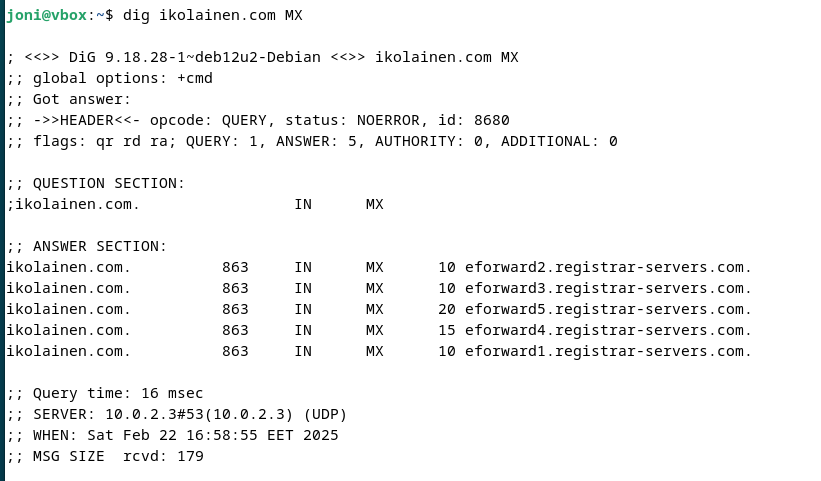 joni@vbox:~$ dig ikolainen.com MX

; <<>> DiG 9.18.28-1~deb12u2-Debian <<>> ikolainen.com MX
;; global options: +cmd
;; Got answer:
;; ->>HEADER<<- opcode: QUERY, status: NOERROR, id: 8680
;; flags: qr rd ra; QUERY: 1, ANSWER: 5, AUTHORITY: 0, ADDITIONAL: 0

;; QUESTION SECTION:
;ikolainen.com.                 IN      MX

;; ANSWER SECTION:
ikolainen.com.          863     IN      MX      10 eforward2.registrar-servers.com.
ikolainen.com.          863     IN      MX      10 eforward3.registrar-servers.com.
ikolainen.com.          863     IN      MX      20 eforward5.registrar-servers.com.
ikolainen.com.          863     IN      MX      15 eforward4.registrar-servers.com.
ikolainen.com.          863     IN      MX      10 eforward1.registrar-servers.com.

;; Query time: 16 msec
;; SERVER: 10.0.2.3#53(10.0.2.3) (UDP)
;; WHEN: Sat Feb 22 16:58:55 EET 2025
;; MSG SIZE  rcvd: 179